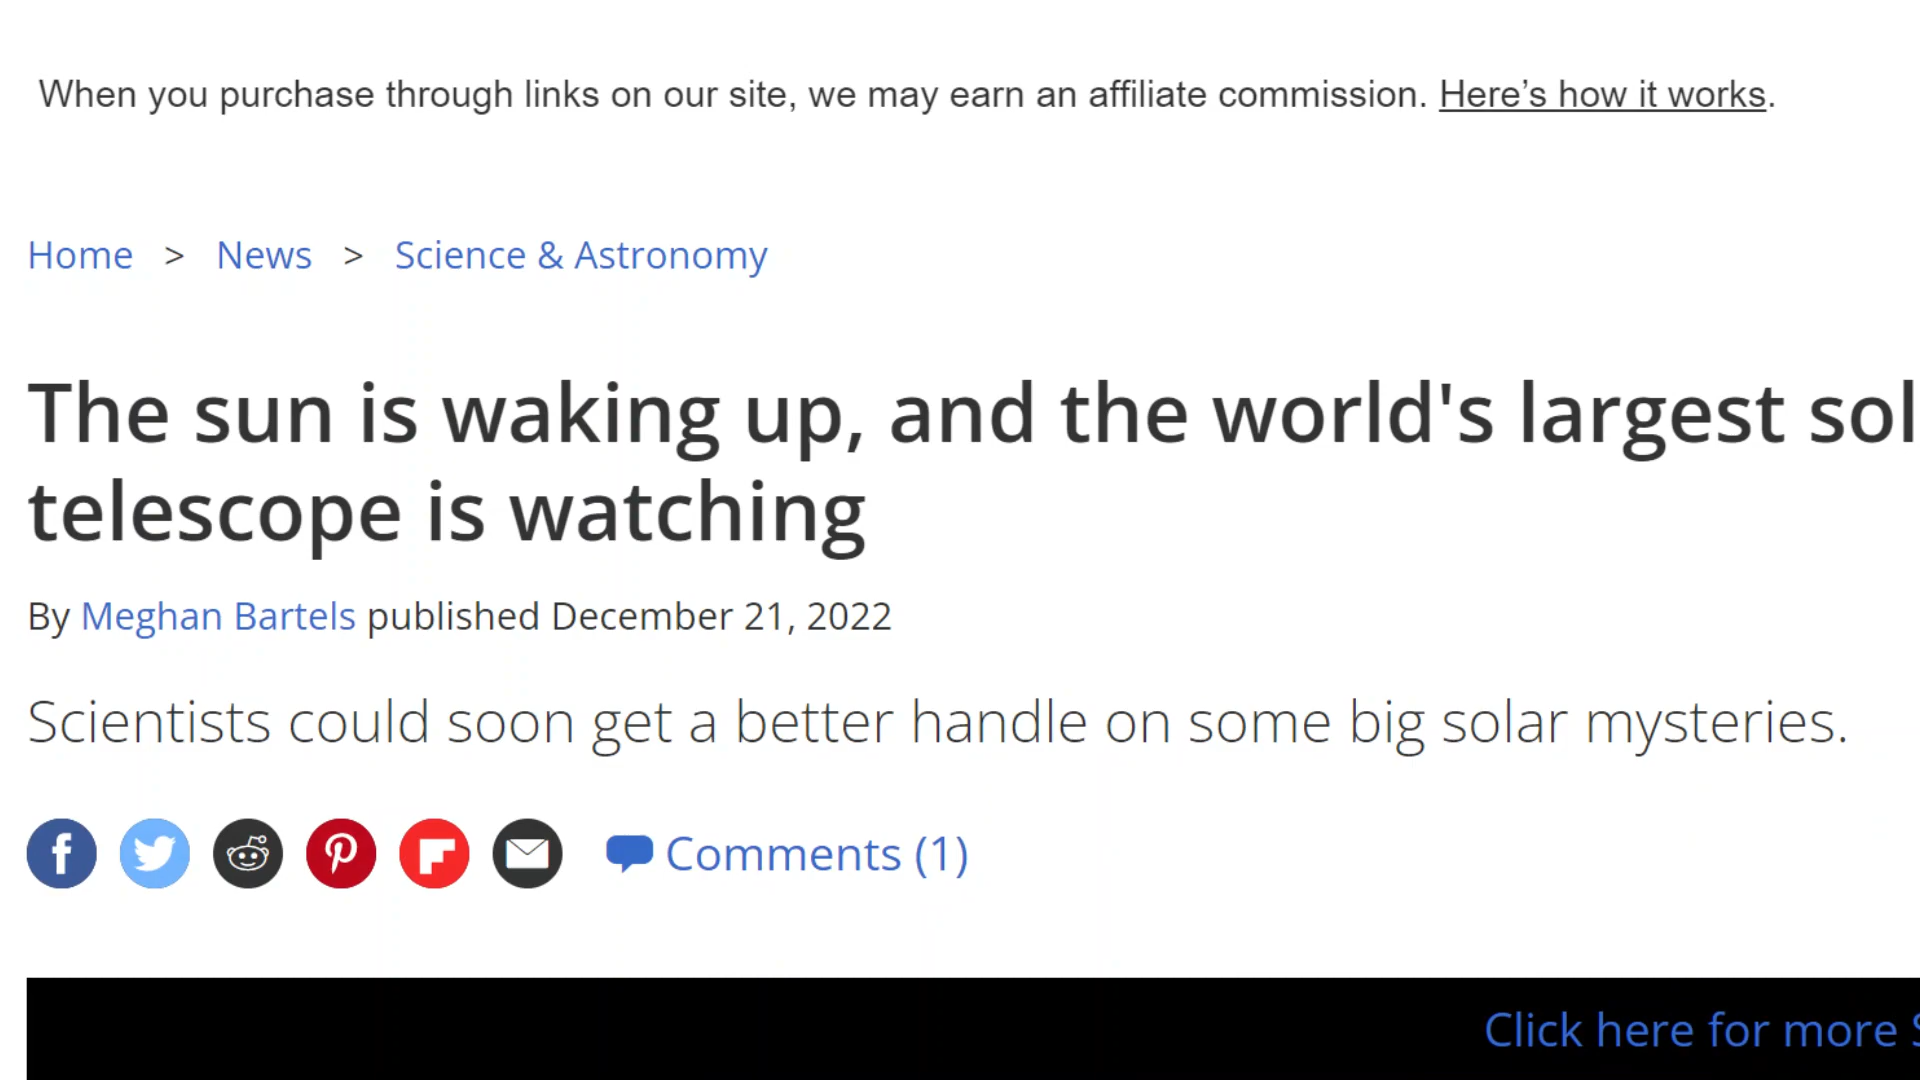 When you purchase through links on our site, we may earn an affiliate commission. Here’s how it works.
Home > News > Science & Astronomy
The sun is waking up, and the world's largest sol
telescope is watching
By Meghan Bartels published December 21, 2022
Scientists could soon get a better handle on some big solar mysteries.
Comments (1)
Click here for more S